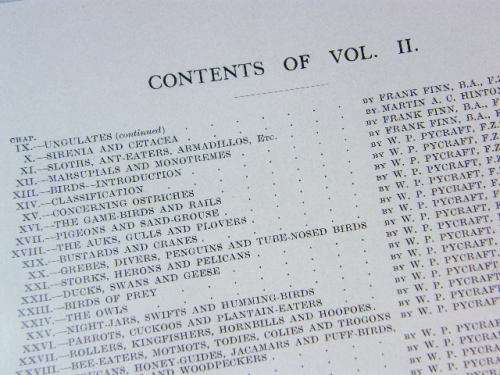 CONTENTS OF VOL. II.
CHAP.
IX.—UNGULATES (continued) . . . . BY FRANK FINN, B.A., F.Z.
X.—SIRENIA AND CETACEA . . . . BY MARTIN A. C. HINTON
XI.—SLOTHS, ANT-EATERS, ARMADILLOS, Etc. . . . BY FRANK FINN, B.A., F.
XII.—MARSUPIALS AND MONOTREMES . . . . BY FRANK FINN, B.A.,
XIII.—BIRDS.—INTRODUCTION . . . . BY W. P. PYCRAFT, F.Z.
XIV.—CLASSIFICATION . . . . BY W. P. PYCRAFT, F.Z.
XV.—CONCERNING OSTRICHES . . . . BY W. P. PYCRAFT, F.Z.
XVI.—THE GAME-BIRDS AND RAILS . . . . BY W. P. PYCRAFT, F.
XVII.—PIGEONS AND SAND-GROUSE . . . . BY W. P. PYCRAFT, F.
XVIII.—THE AUKS, GULLS AND PLOVERS . . . . BY W. P. PYCRAFT,
XIX.—BUSTARDS AND CRANES . . . . BY W. P. PYCRAFT,
XX.—GREBES, DIVERS, PENGUINS AND TUBE-NOSED BIRDS BY W. P. PYCRAFT,
XXI.—STORKS, HERONS AND PELICANS . . . . BY W. P. PYCRAFT,
XXII.—DUCKS, SWANS AND GEESE . . . . BY W. P. PYCRAFT,
XXIII.—BIRDS OF PREY . . . . BY W. P. PYCRAFT
XXIV.—THE OWLS . . . . BY W. P. PYCRAFT
XXV.—NIGHT-JARS, SWIFTS AND HUMMING-BIRDS . . . BY W. P. PYCRAFT
XXVI.—PARROTS, CUCKOOS AND PLANTAIN-EATERS . . . BY W. P.
XXVII.—ROLLERS, KINGFISHERS, HORNBILLS AND HOOPOES. BY W. P.
XXVIII.—BEE-EATERS, MOTMOTS, TODIES, COLIES AND TROGONS
HONEY-GUIDES, JACAMARS AND PUFF-BIRDS,
AND WOODPECKERS